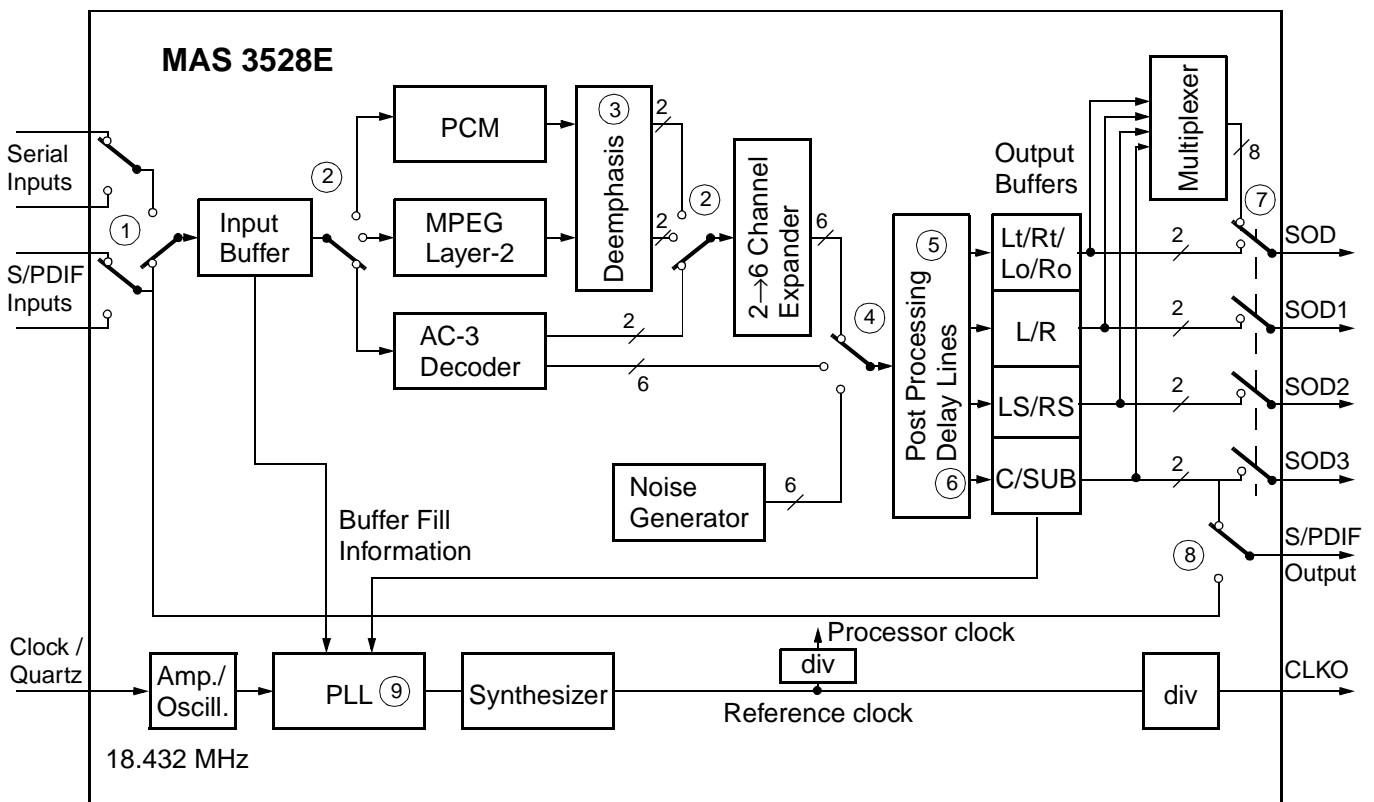 MAS 3528E
Serial
Inputs
S/PDIF
Inputs
1
Input
Buffer
2
PCM
MPEG
Layer-2
AC-3
Decoder
3
Deemphasis
2
2
2
6
2
2→6 Channel
Expander
6
4
Noise
Generator
6
5
Post Processing
Delay Lines
6
Output
Buffers
Lt/Rt/
Lo/Ro
L/R
LS/RS
C/SUB
Multiplexer
8
7
2
SOD
2
SOD1
2
SOD2
2
SOD3
8
S/PDIF
Output
Buffer Fill
Information
Clock /
Quartz
Amp./
Oscill.
18.432 MHz
PLL
9
Synthesizer
div
Processor clock
Reference clock
div
CLKO